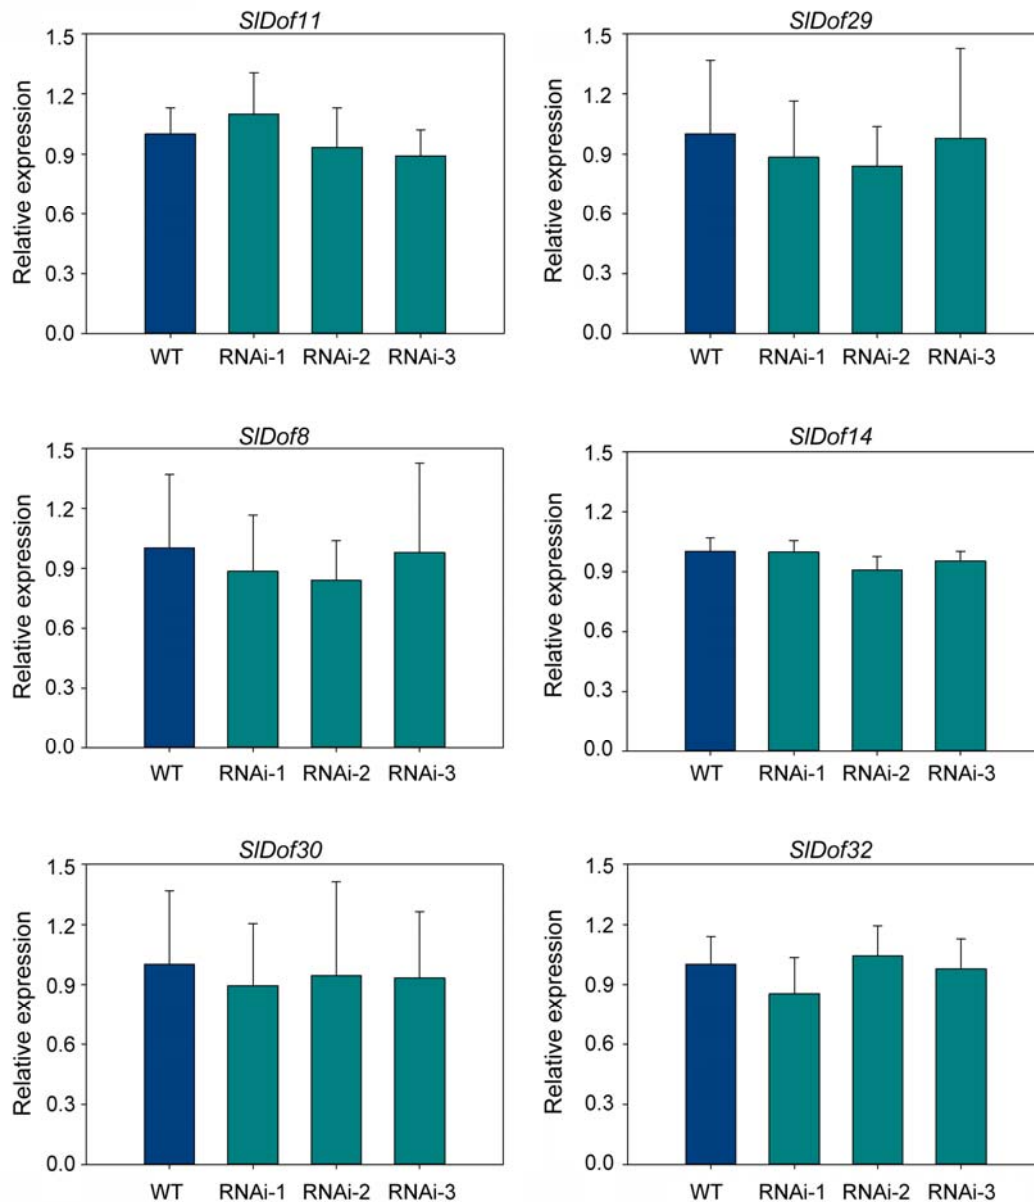 SlDof11
1.5
1.2
0.9
0.6
0.3
0.0
Relative expression
WT RNAi-1 RNAi-2 RNAi-3
SlDof29
1.5
1.2
0.9
0.6
0.3
0.0
Relative expression
WT RNAi-1 RNAi-2 RNAi-3
SlDof8
1.5
1.2
0.9
0.6
0.3
0.0
Relative expression
WT RNAi-1 RNAi-2 RNAi-3
SlDof14
1.5
1.2
0.9
0.6
0.3
0.0
Relative expression
WT RNAi-1 RNAi-2 RNAi-3
SlDof30
1.5
1.2
0.9
0.6
0.3
0.0
Relative expression
WT RNAi-1 RNAi-2 RNAi-3
SlDof32
1.5
1.2
0.9
0.6
0.3
0.0
Relative expression
WT RNAi-1 RNAi-2 RNAi-3